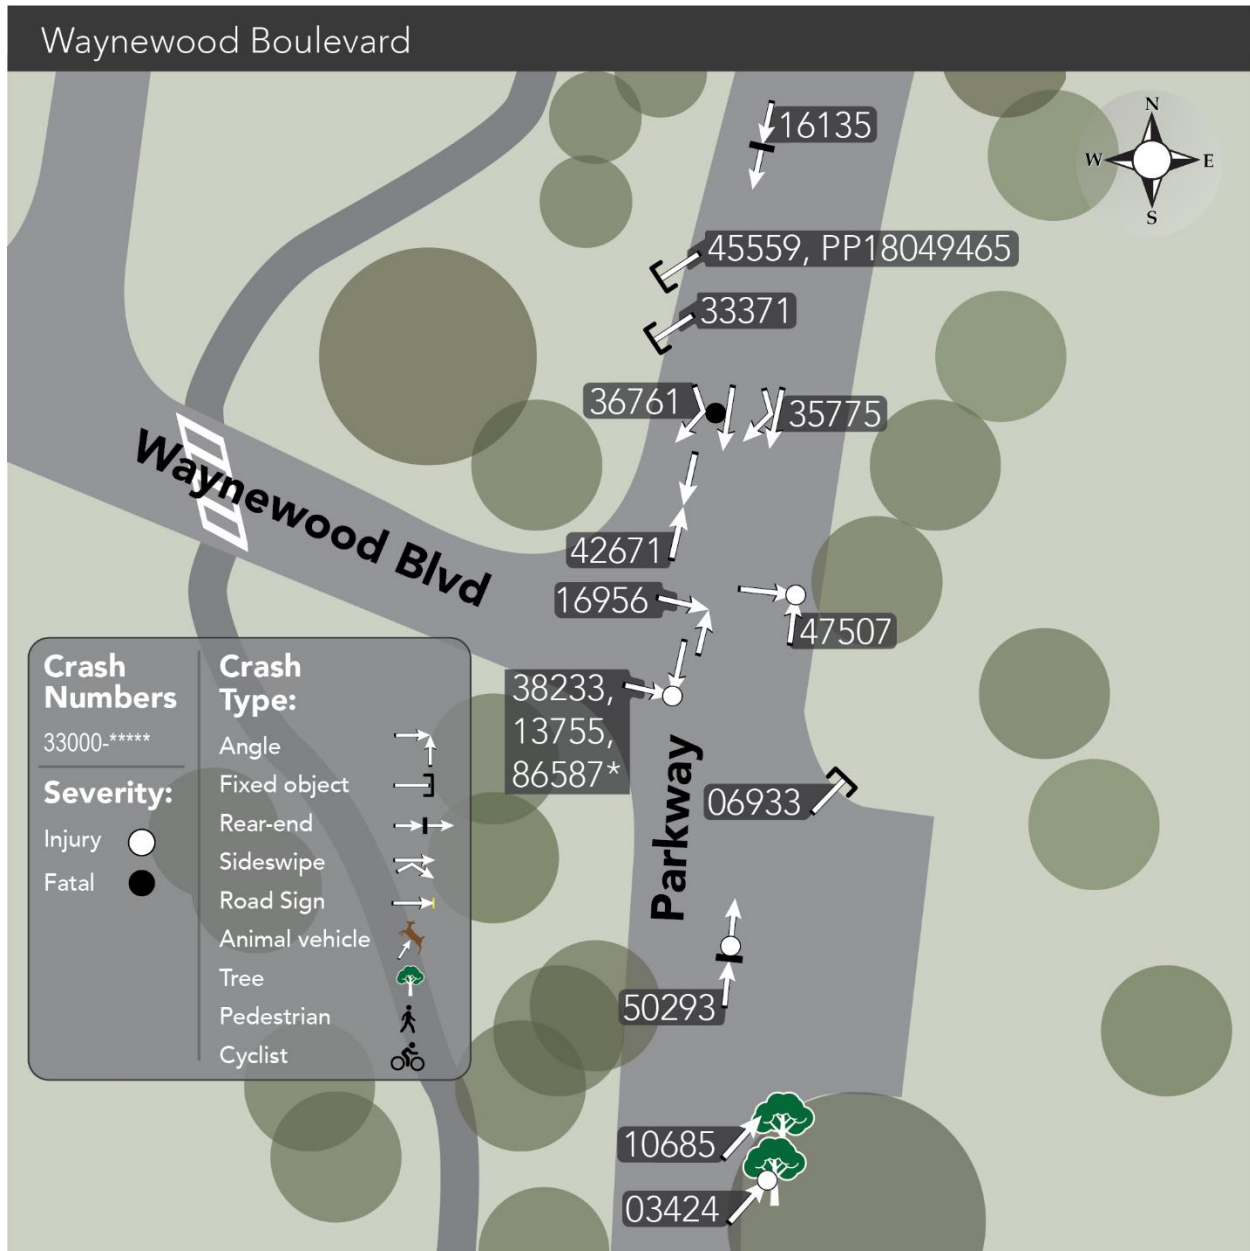 Waynewood Boulevard
N
W
E
S
16135
45559, PP18049465
33371
36761
35775
42671
Waynewood Blvd
16956
47507
38233,
13755,
86587*
Parkway
06933
50293
10685
03424
Crash
Numbers
33000-*****
Severity:
Injury
Fatal
Crash
Type:
Angle
Fixed object
Rear-end
Sideswipe
Road Sign
Animal vehicle
Tree
Pedestrian
Cyclist